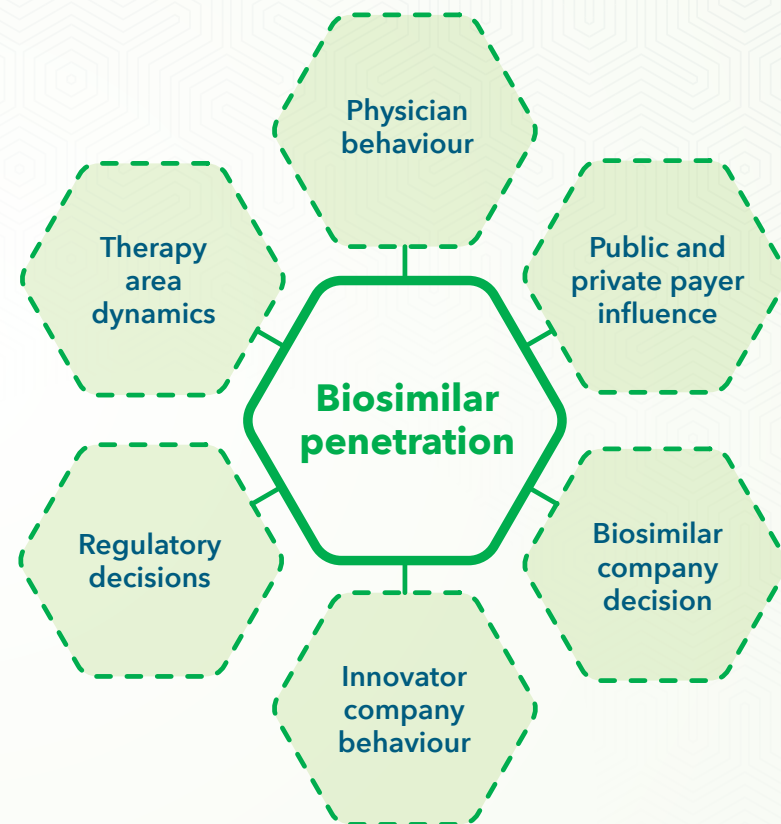 Physician
behaviour
Therapy
area
dynamics
Public and
private payer
influence
Biosimilar
penetration
Regulatory
decisions
Biosimilar
company
decision
Innovator
company
behaviour